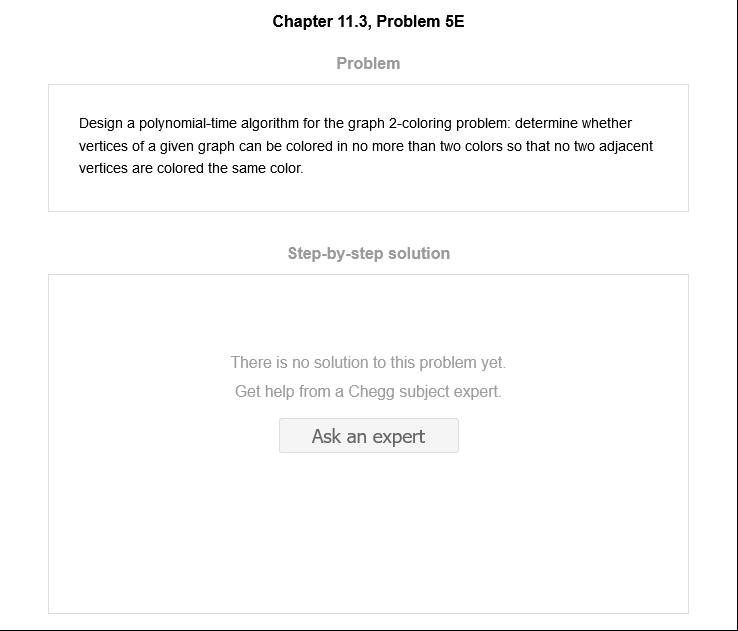 Chapter 11.3, Problem 5E
Problem
Design a polynomial-time algorithm for the graph 2-coloring problem: determine whether
vertices of a given graph can be colored in no more than two colors so that no two adjacent
vertices are colored the same color.
Step-by-step solution
There is no solution to this problem yet.
Get help from a Chegg subject expert.
Ask an expert